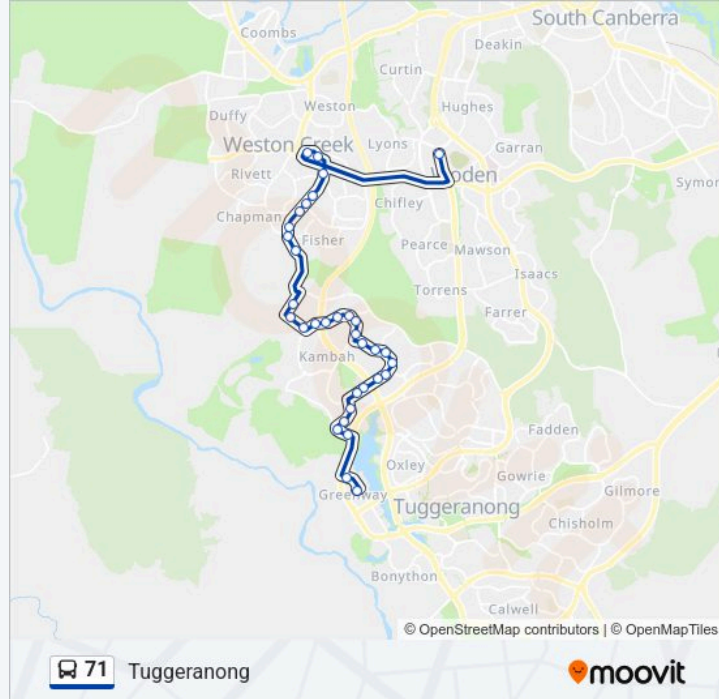 South Canberra
Coombs
Deakin
Curtin
Duffy
Weston
Hughes
Weston Creek
Lyons
Garran
Rivett
oden
Symor
Chifley
Chapman
Fisher
Pearce
Mawson
Isaacs
Torrens
Farrer
Kambah
Fadden
Oxley
Gowrie
Gilmore
Greenway
Tuggeranong
Chisholm
Bonython
Calwell
© OpenStreetMap contributors | © OpenMapTiles
71 Tuggeranong
moovit